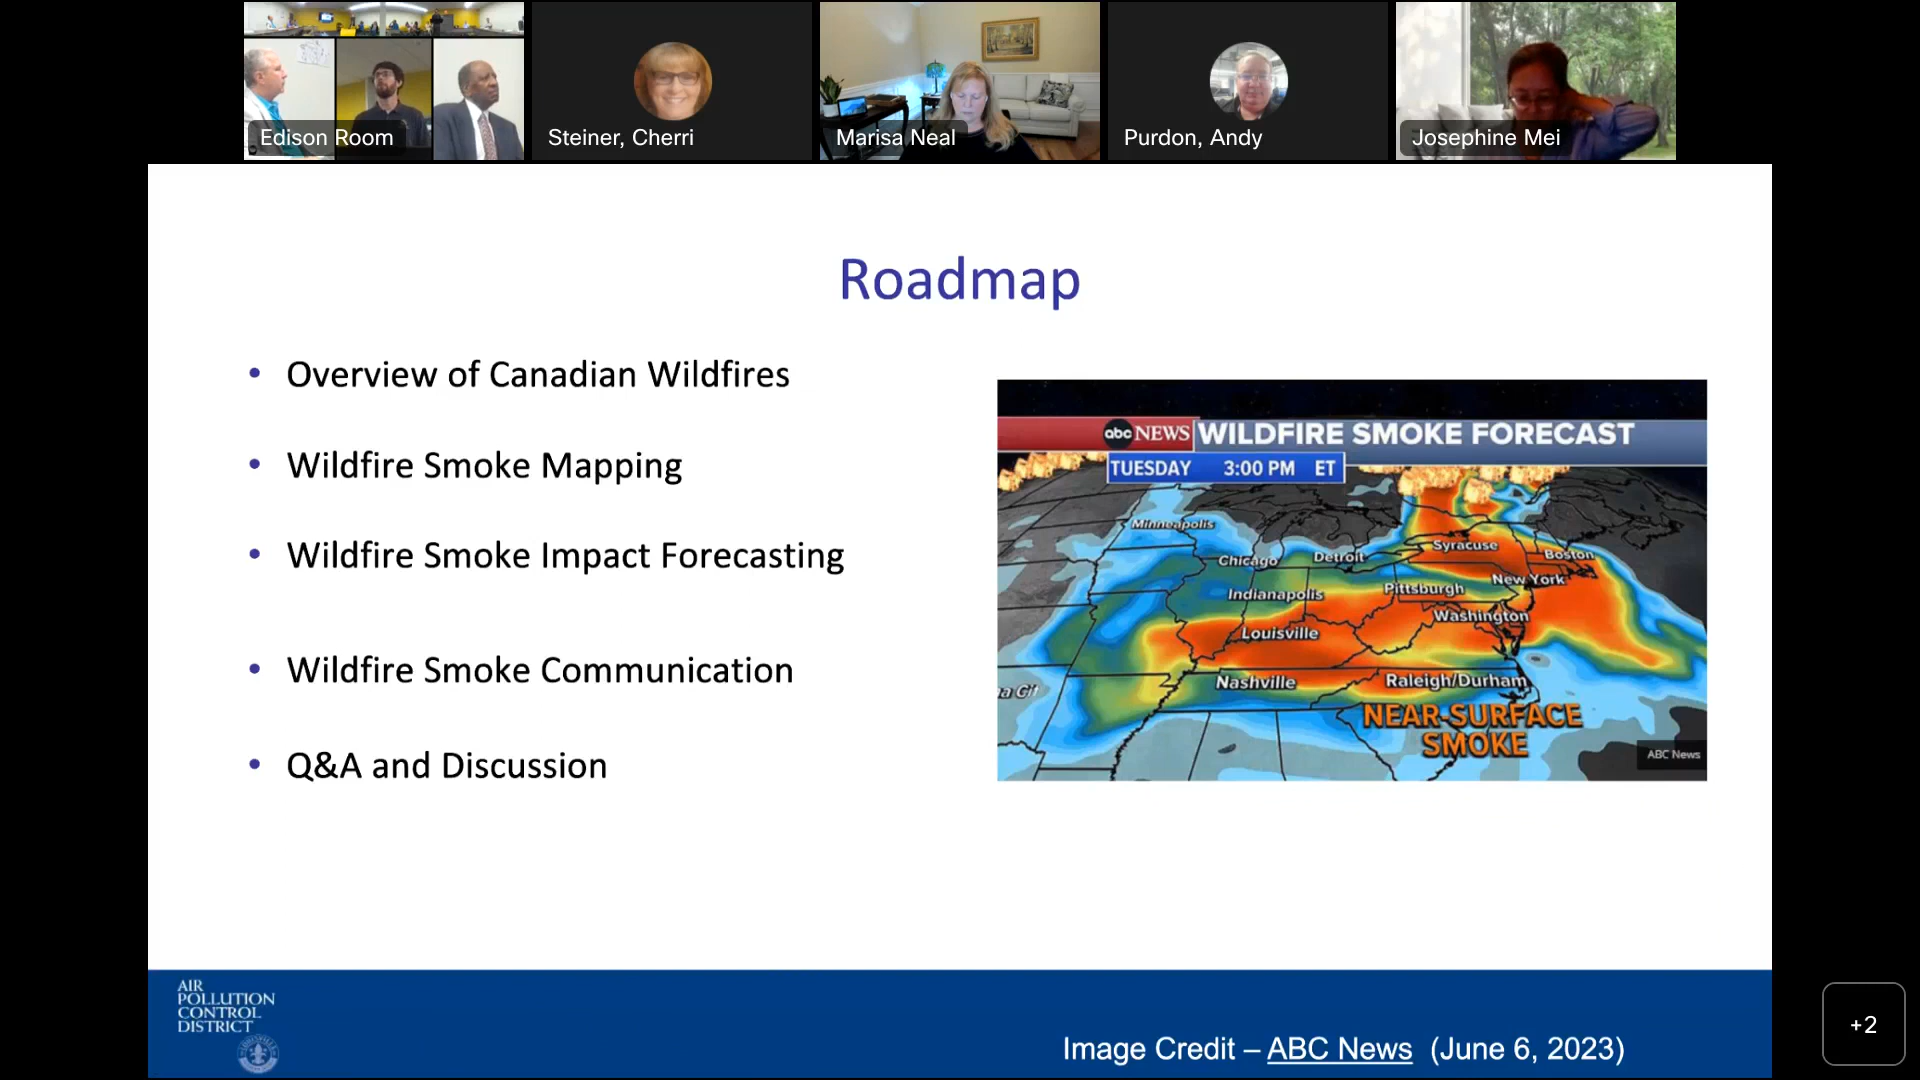 Edison Room
Steiner, Cherri
Marisa Neal
Purdon, Andy
Josephine Mei
Roadmap
• Overview of Canadian Wildfires
• Wildfire Smoke Mapping
• Wildfire Smoke Impact Forecasting
• Wildfire Smoke Communication
• Q&A and Discussion
abc NEWS WILDFIRE SMOKE FORECAST
TUESDAY 3:00 PM ET
Minneapolis
Syracuse
Boston
Chicago
Detroit
New York
Indianapolis
Pittsburgh
Washington
Louisville
Nashville
Raleigh/Durham
NEAR-SURFACE
SMOKE
ABC News
AIR
POLLUTION
CONTROL
DISTRICT
Image Credit – ABC News (June 6, 2023)
+2